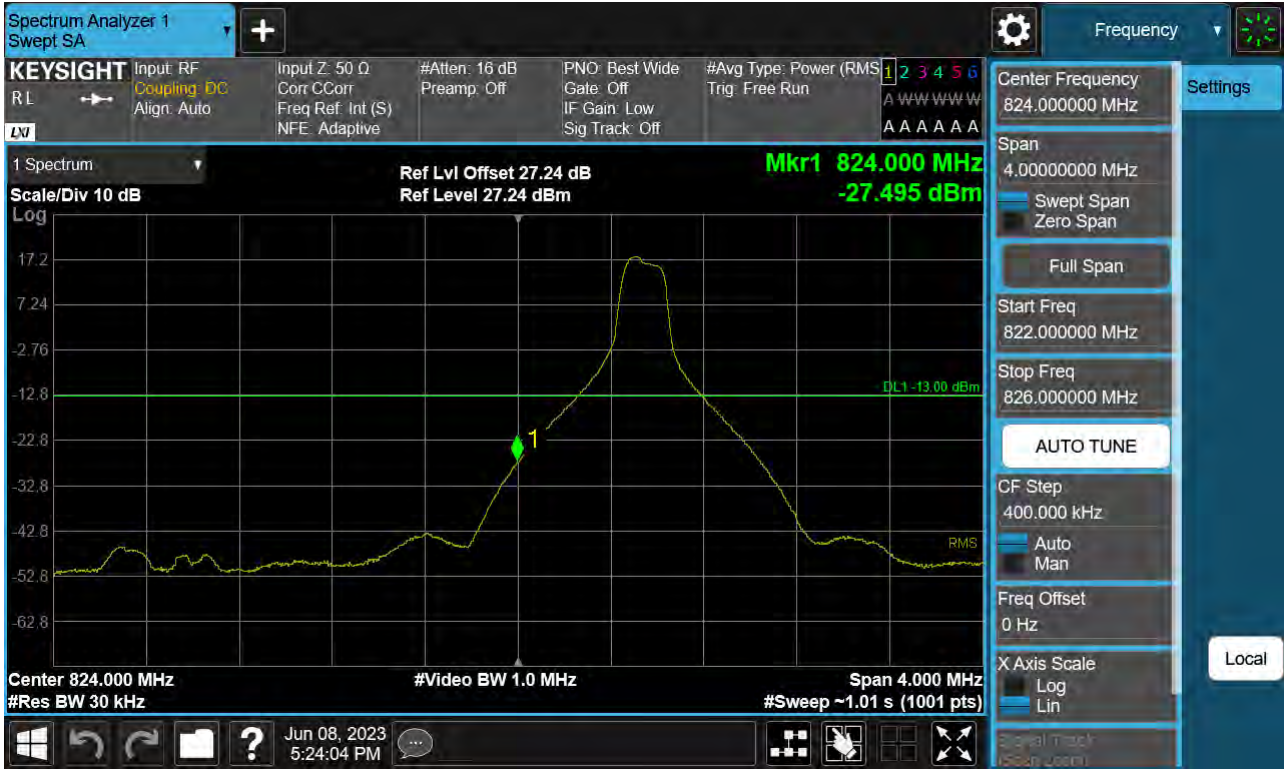 Spectrum Analyzer 1
Swept SA
+
Frequency
KEYSIGHT
RL
LXI
Input: RF
Coupling: DC
Align: Auto
Input Z: 50 Ω
Corr CCorr
Freq Ref: Int (S)
NFE: Adaptive
#Atten: 16 dB
Preamp: Off
PNO: Best Wide
Gate: Off
IF Gain: Low
Sig Track: Off
#Avg Type: Power (RMS
Trig: Free Run
1 2 3 4 5 6
A W W W W W
A A A A A A
1 Spectrum
Scale/Div 10 dB
Log
Ref Lvl Offset 27.24 dB
Ref Level 27.24 dBm
Mkr1 824.000 MHz
-27.495 dBm
17.2
7.24
-2.76
-12.8
-22.8
-32.8
-42.8
-52.8
-62.8
DL1 -13.00 dBm
1
RMS
Center 824.000 MHz
#Video BW 1.0 MHz
Span 4.000 MHz
#Res BW 30 kHz
#Sweep ~1.01 s (1001 pts)
Center Frequency
824.000000 MHz
Span
4.00000000 MHz
Swept Span
Zero Span
Full Span
Start Freq
822.000000 MHz
Stop Freq
826.000000 MHz
AUTO TUNE
CF Step
400.000 kHz
Auto
Man
Freq Offset
0 Hz
X Axis Scale
Log
Lin
Signal Track
(Span Zoom)
Settings
Local
?
Jun 08, 2023
5:24:04 PM